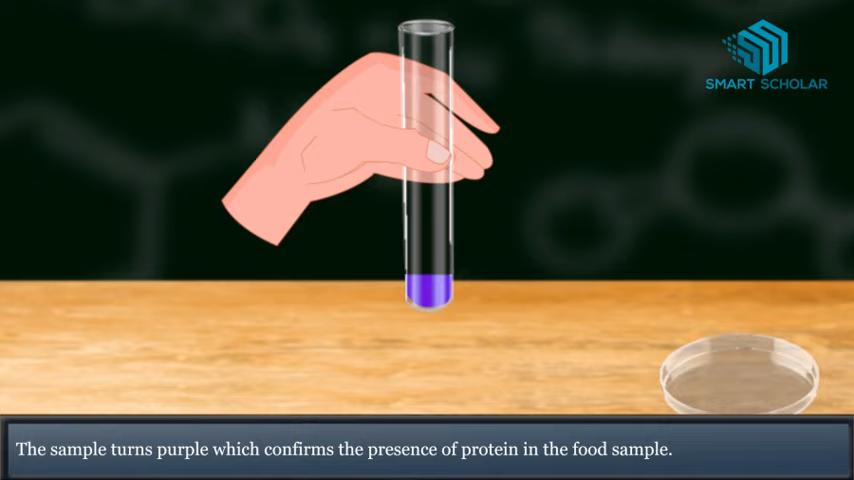 SMART SCHOLAR
The sample turns purple which confirms the presence of protein in the food sample.